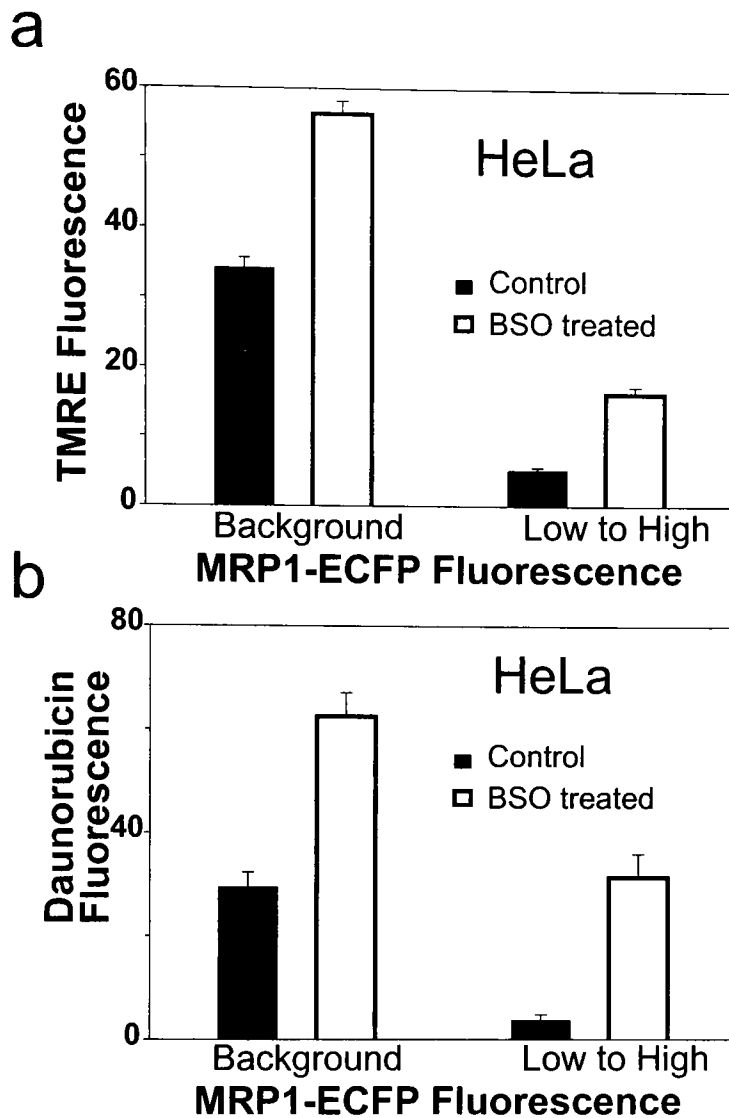 a
60
40
20
0
TMRE Fluorescence
HeLa
Control
BSO treated
Background
Low to High
MRP1-ECFP Fluorescence
b
80
40
0
Daunorubicin
Fluorescence
HeLa
Control
BSO treated
Background
Low to High
MRP1-ECFP Fluorescence